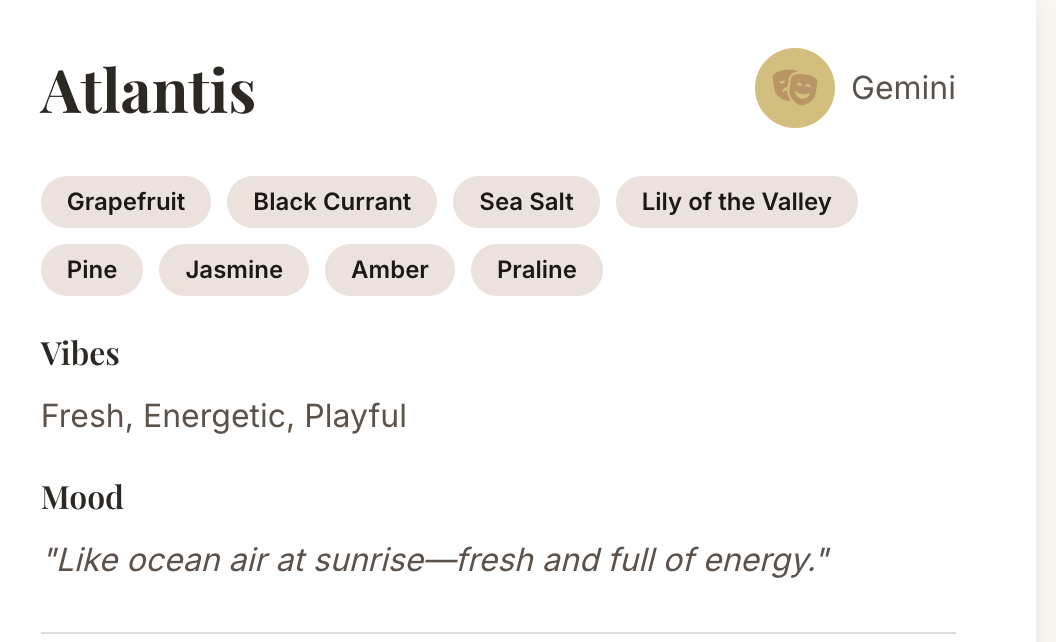 Atlantis
Gemini
Grapefruit Black Currant Sea Salt Lily of the Valley
Pine Jasmine Amber Praline
Vibes
Fresh, Energetic, Playful
Mood
"Like ocean air at sunrise—fresh and full of energy."